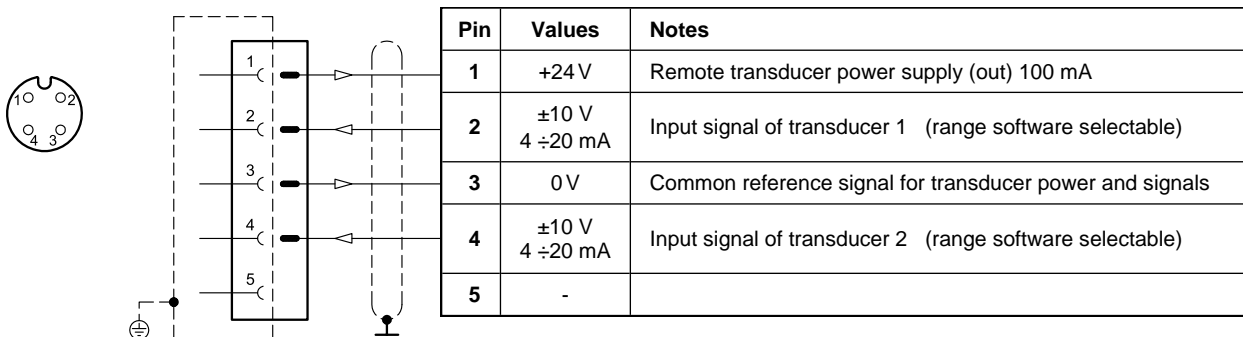 1 2
4 3
1
2
3
4
5
Pin Values Notes
1 +24 V Remote transducer power supply (out) 100 mA
2 ±10 V
4 ÷20 mA Input signal of transducer 1 (range software selectable)
3 0 V Common reference signal for transducer power and signals
4 ±10 V
4 ÷20 mA Input signal of transducer 2 (range software selectable)
5 -